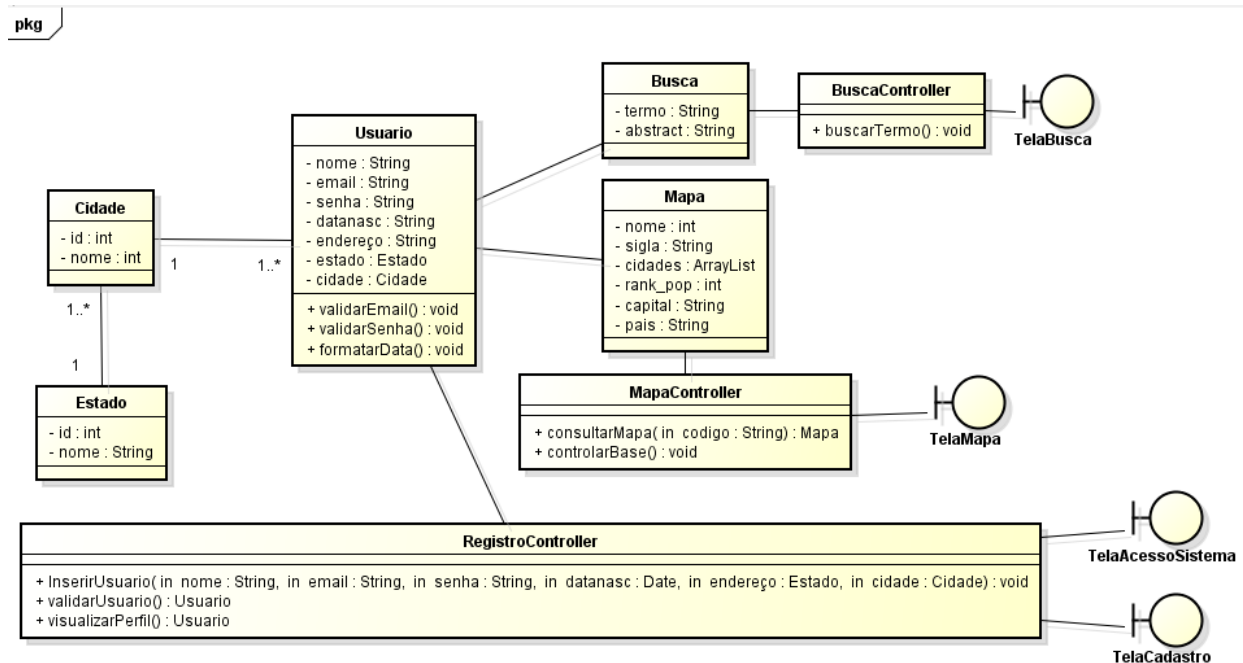 pkg
Busca
- termo : String
- abstract : String
BuscaController
+ buscarTermo() : void
TelaBusca
Usuario
- nome : String
- email : String
- senha : String
- datanasc : String
- endereço : String
- estado : Estado
- cidade : Cidade
+ validarEmail() : void
+ validarSenha() : void
+ formatarData() : void
Cidade
- id : int
- nome : int
1
1..*
1..*
1
Estado
- id : int
- nome : String
Mapa
- nome : int
- sigla : String
- cidades : ArrayList
- rank_pop : int
- capital : String
- pais : String
MapaController
+ consultarMapa( in codigo : String) : Mapa
+ controlarBase() : void
TelaMapa
RegistroController
+ InserirUsuario( in nome : String, in email : String, in senha : String, in datanasc : Date, in endereço : Estado, in cidade : Cidade) : void
+ validarUsuario() : Usuario
+ visualizarPerfil() : Usuario
TelaAcessoSistema
TelaCadastro